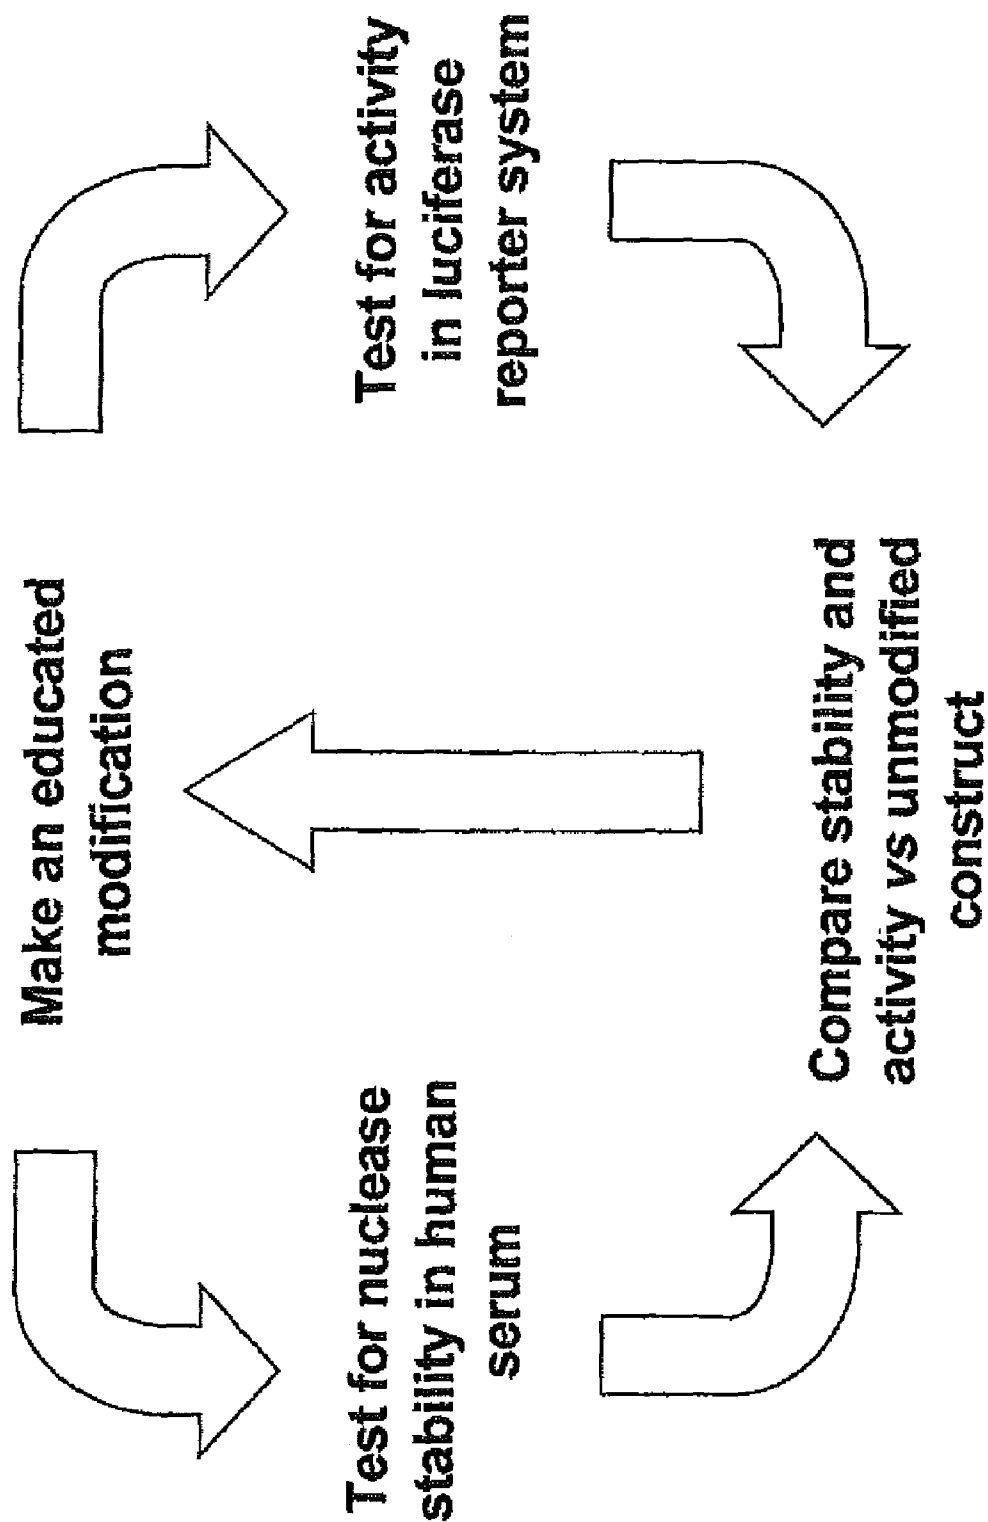 Make an educated
modification
Test for nuclease
stability in human
serum
Test for activity
in luciferase
reporter system
Compare stability and
activity vs unmodified
construct